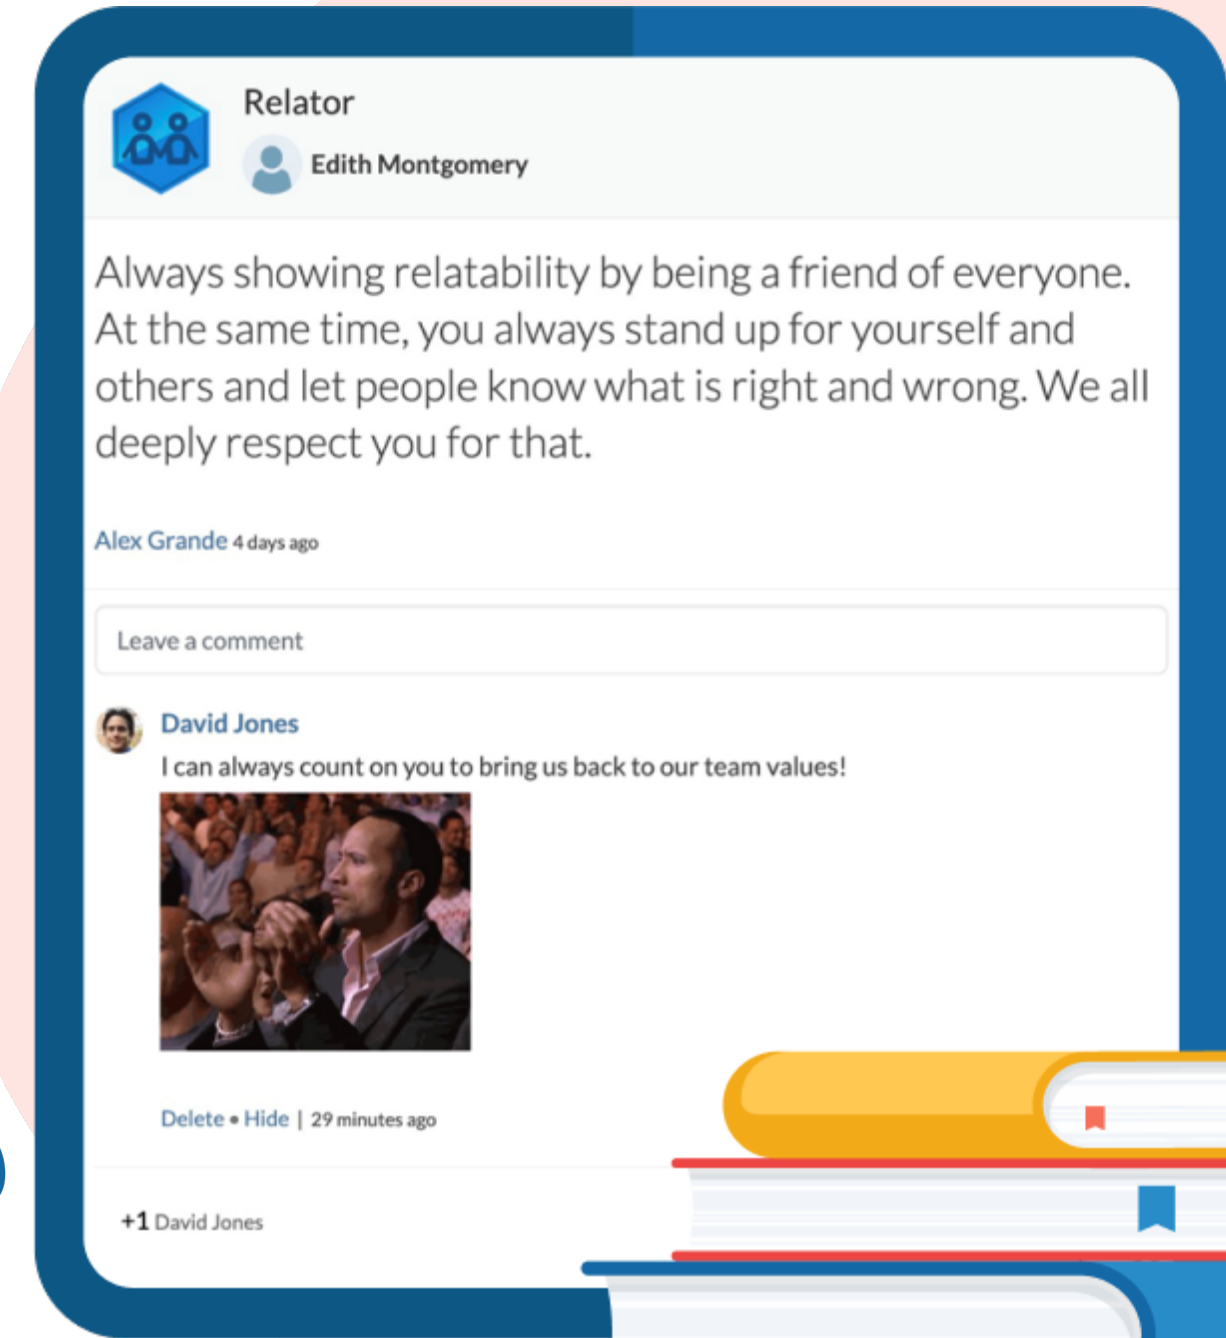 Relator
Edith Montgomery
Always showing relatability by being a friend of everyone.
At the same time, you always stand up for yourself and
others and let people know what is right and wrong. We all
deeply respect you for that.
Alex Grande 4 days ago
Leave a comment
David Jones
I can always count on you to bring us back to our team values!
Delete • Hide | 29 minutes ago
+1 David Jones